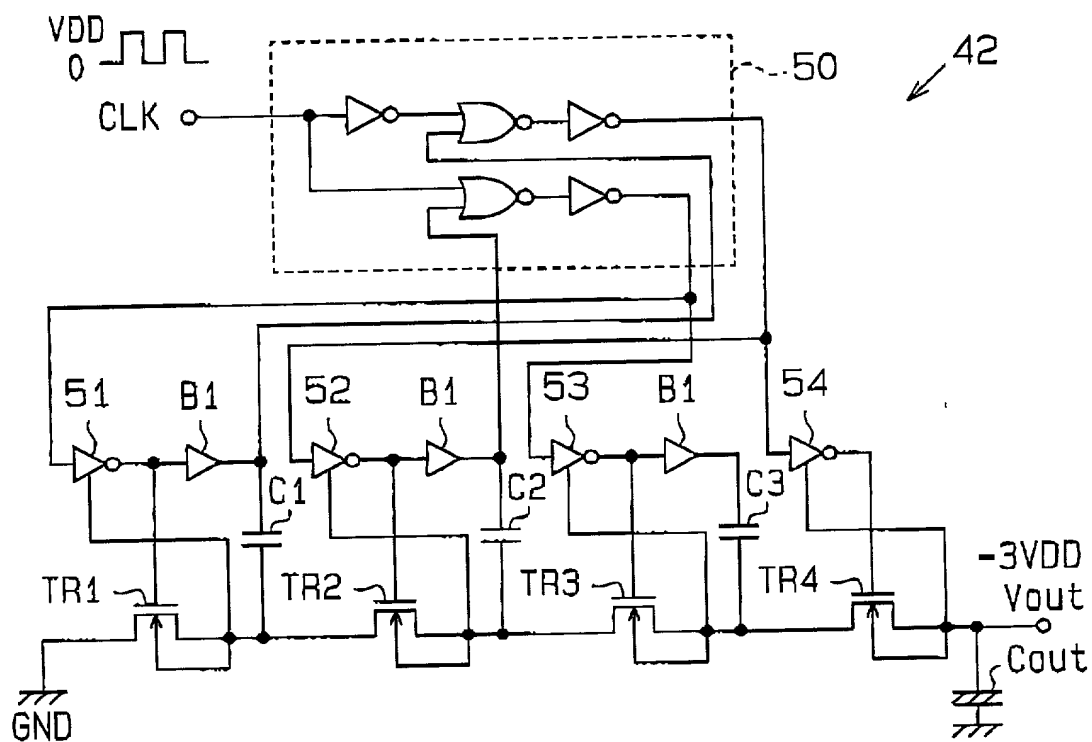 VDD
0
CLK
50
42
51
B1
52
B1
53
B1
54
C1
C2
C3
TR1
TR2
TR3
TR4
-3VDD
Vout
Cout
GND